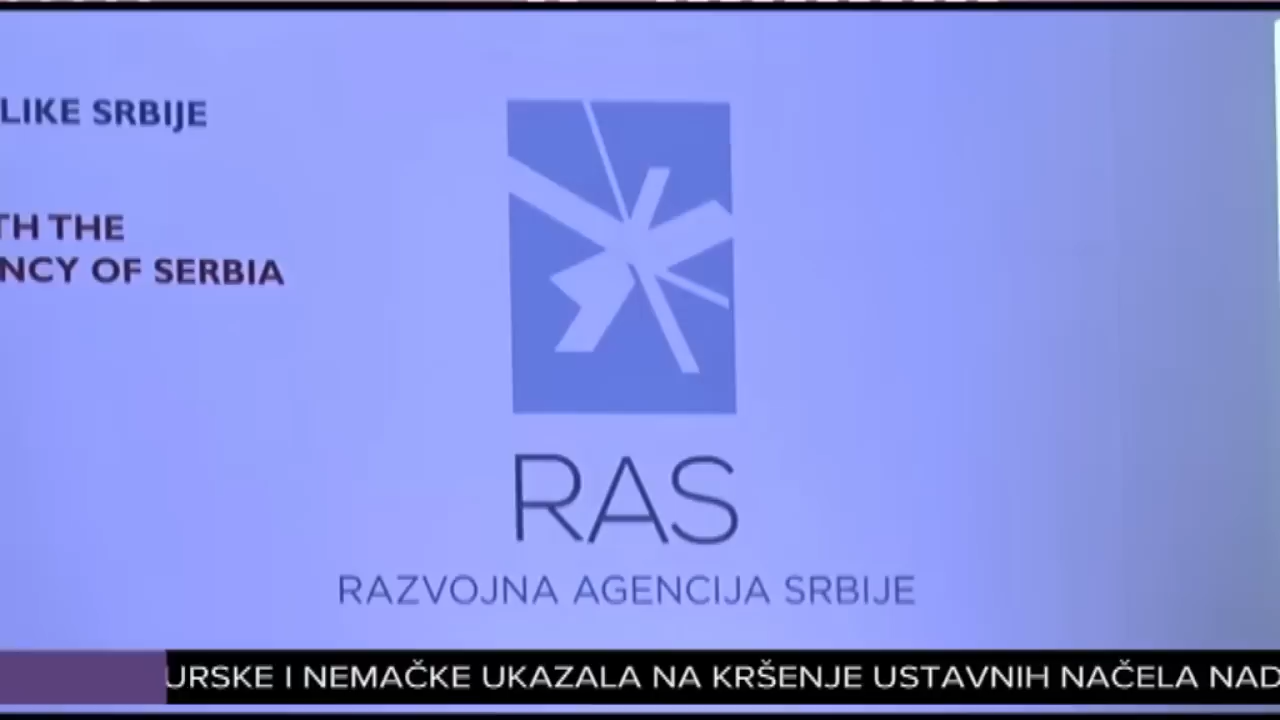 LIKE SRBIJE
TH THE
NCY OF SERBIA
RAS
RAZVOJNA AGENCIJA SRBIJE
URSKE I NEMAČKE UKAZALA NA KRŠENJE USTAVNIH NAČELA NAD